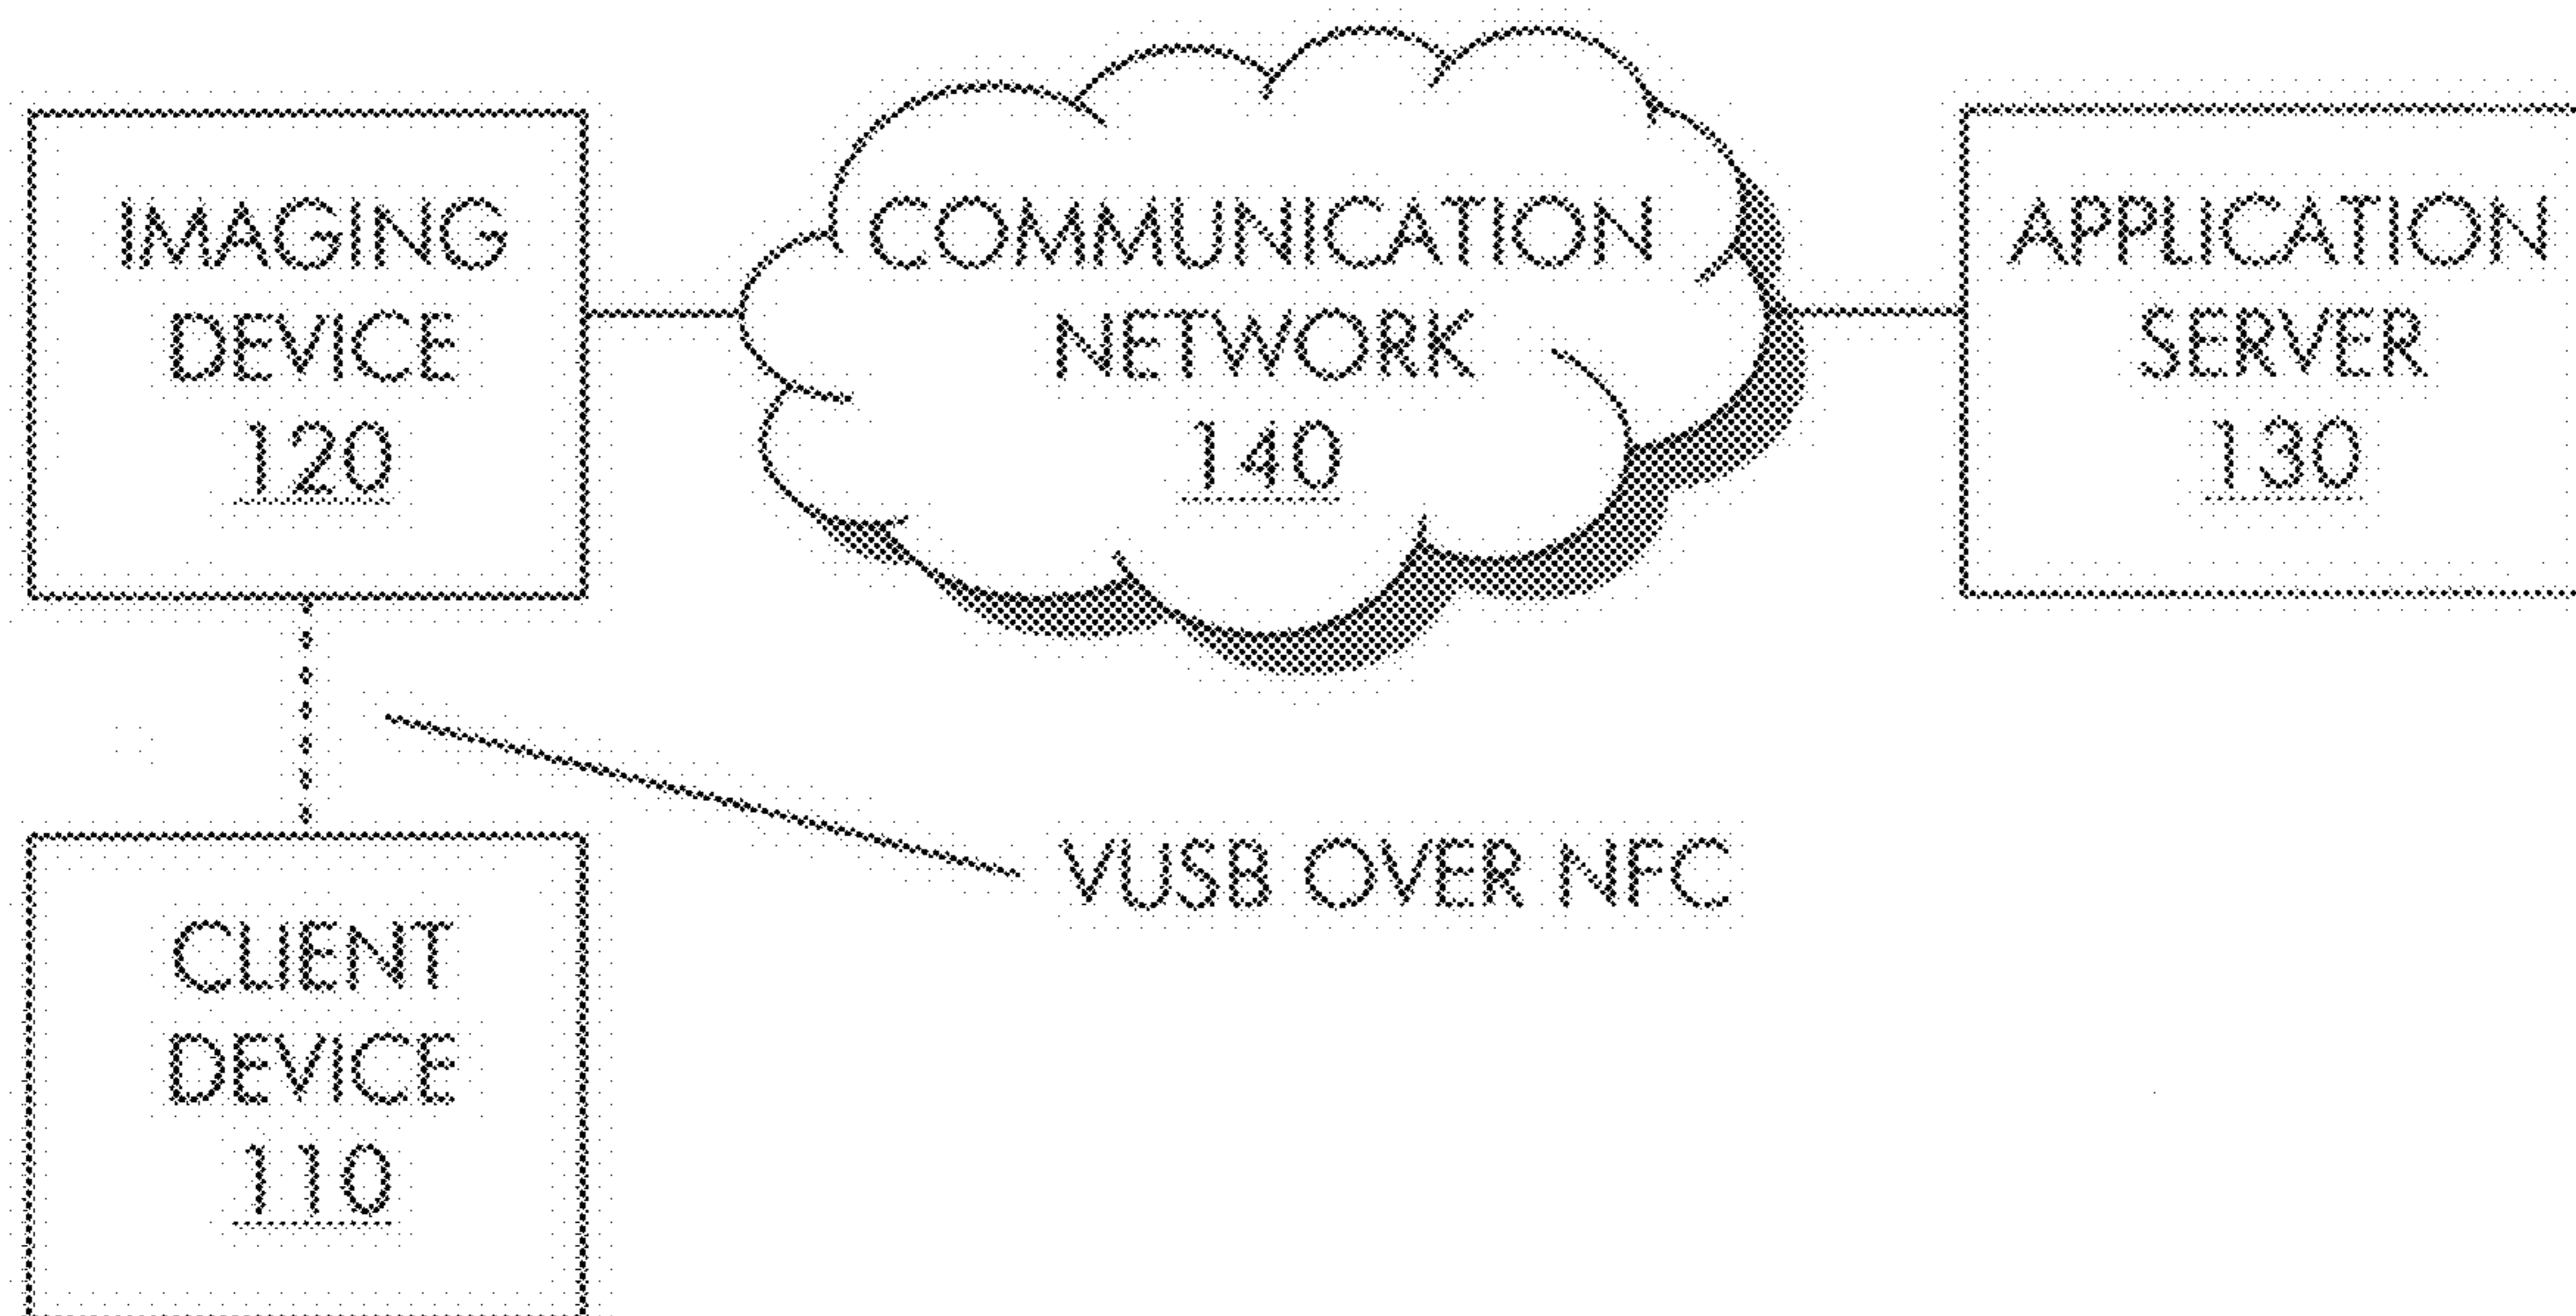 IMAGING
DEVICE
120
COMMUNICATION
NETWORK
140
APPLICATION
SERVER
130
VUSB OVER NFC
CLIENT
DEVICE
110